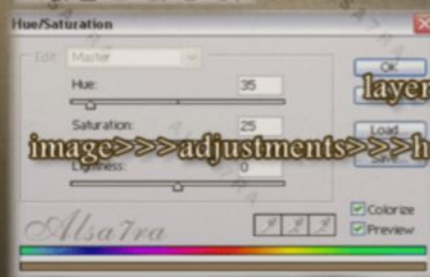 Hue/Saturation
Edit: Master
OK
Hue: 35
layer
Saturation: 25
Load...
image>>>adjustments>>>h
Save...
Lightness: 0
Colorize
Alsa7ra
Preview